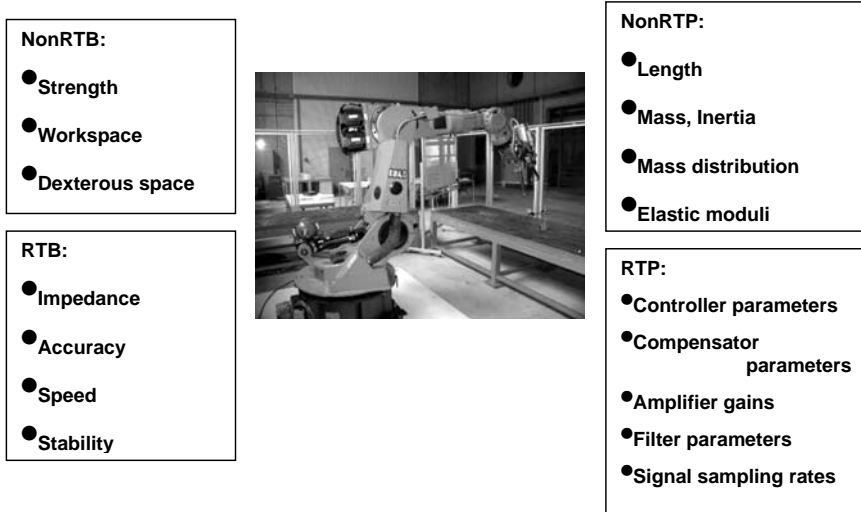 NonRTB:
●Strength
●Workspace
●Dexterous space
RTB:
●Impedance
●Accuracy
●Speed
●Stability
NonRTP:
●Length
●Mass, Inertia
●Mass distribution
●Elastic moduli
RTP:
●Controller parameters
●Compensator
parameters
●Amplifier gains
●Filter parameters
●Signal sampling rates